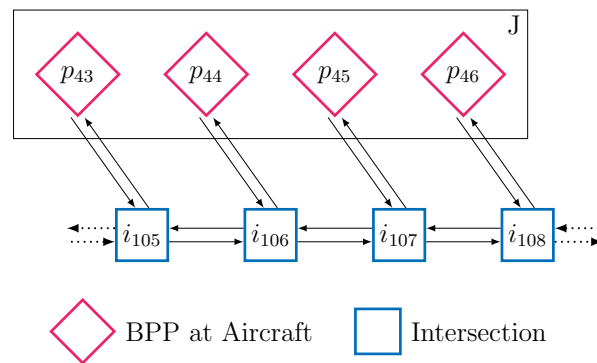 J
p43 p44 p45 p46
i105 i106 i107 i108
BPP at Aircraft Intersection